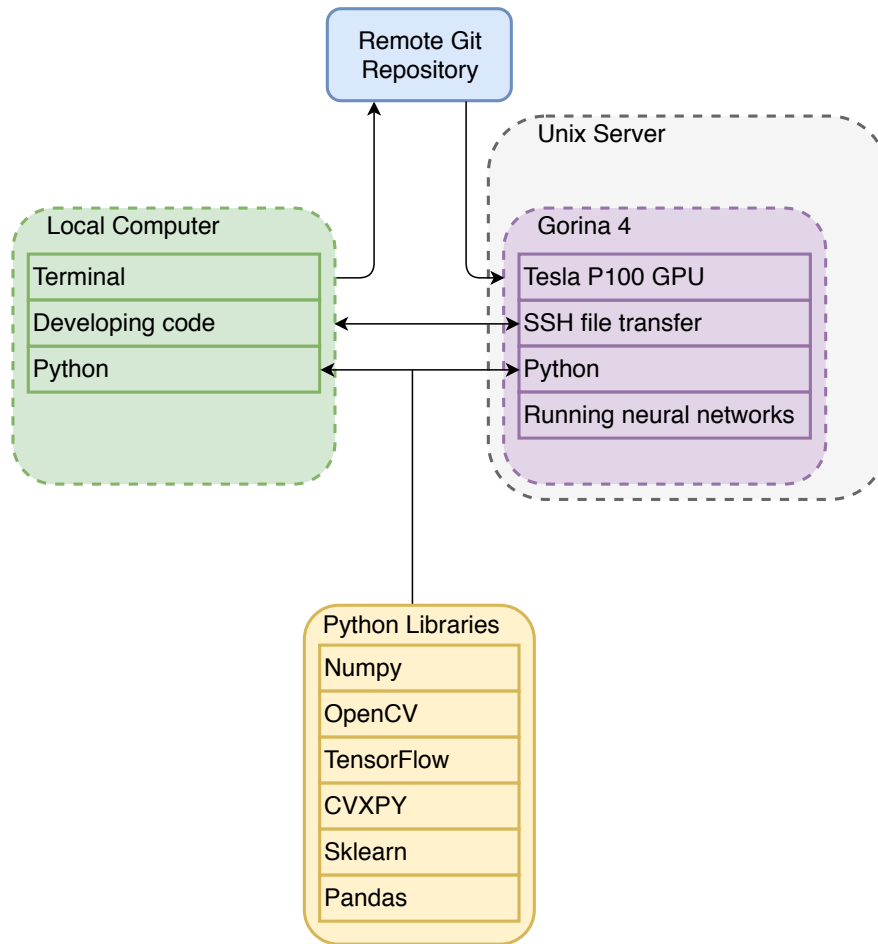 Remote Git
Repository
Unix Server
Local Computer
Terminal
Developing code
Python
Gorina 4
Tesla P100 GPU
SSH file transfer
Python
Running neural networks
Python Libraries
Numpy
OpenCV
TensorFlow
CVXPY
Sklearn
Pandas